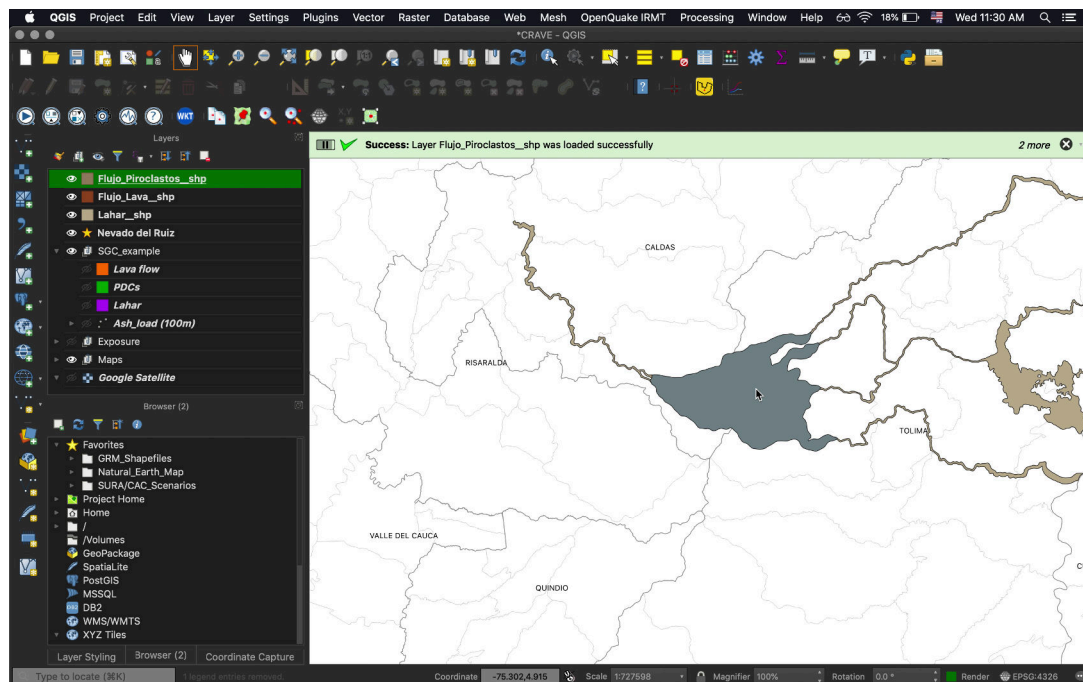 QGIS Project Edit View Layer Settings Plugins Vector Raster Database Web Mesh OpenQuake IRMT Processing Window Help 18% Wed 11:30 AM
*CRAVE - QGIS
WKT
Layers
Success: Layer Flujo_Piroclastos__shp was loaded successfully
2 more
Flujo_Piroclastos__shp
Flujo_Lava__shp
Lahar__shp
Nevado del Ruiz
SGC_example
Lava flow
PDCs
Lahar
Ash_load (100m)
Exposure
Maps
Google Satellite
CALDAS
RISARALDA
TOLIMA
VALLE DEL CAUCA
QUINDIO
Browser (2)
Favorites
GRM_Shapefiles
Natural_Earth_Map
SURA/CAC_Scenarios
Project Home
Home
/
/Volumes
GeoPackage
SpatiaLite
PostGIS
MSSQL
DB2
WMS/WMTS
XYZ Tiles
Layer Styling Browser (2) Coordinate Capture
Type to locate (⌘K) 1 legend entries removed. Coordinate -75.302,4.915 Scale 1:727598 Magnifier 100% Rotation 0.0 ° Render EPSG:4326